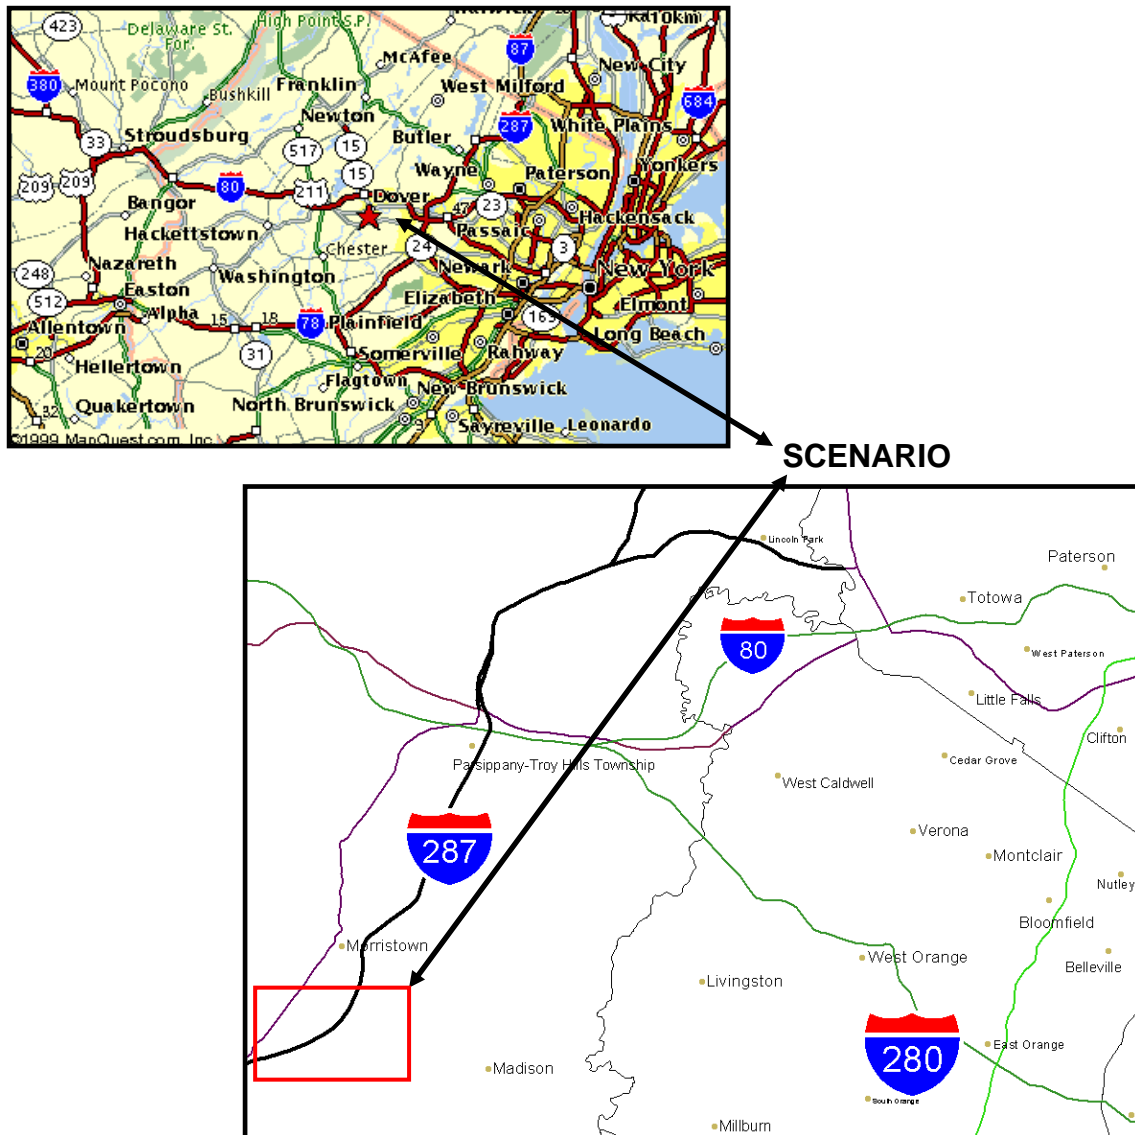 423
Delaware St.
For.
High Point S.P.
10km
McAfee
87
New City
380
Mount Pocono
Bushkill
Franklin
West Milford
684
Newton
Butler
287
White Plains
33
Stroudsburg
517
15
Wayne
Yonkers
209
209
80
211
15
Dover
Paterson
Bangor
47
23
Hackensack
Hackettstown
Passaic
Chester
24
3
Nazareth
Newark
New York
248
Washington
512
Easton
Elizabeth
Elmont
Allentown
Alpha
15
18
78
Plainfield
163
Long Beach
20
31
Somerville
Rahway
Hellertown
Flagtown
New Brunswick
32
Quakertown
North Brunswick
9
Sayreville
Leonardo
©1999 MapQuest.com, Inc.
SCENARIO
Lincoln Park
Paterson
Totowa
80
West Paterson
Little Falls
Clifton
Parsippany-Troy Hills Township
Cedar Grove
West Caldwell
Verona
287
Montclair
Nutley
Bloomfield
Morristown
West Orange
Belleville
Livingston
East Orange
280
Madison
South Orange
Millburn